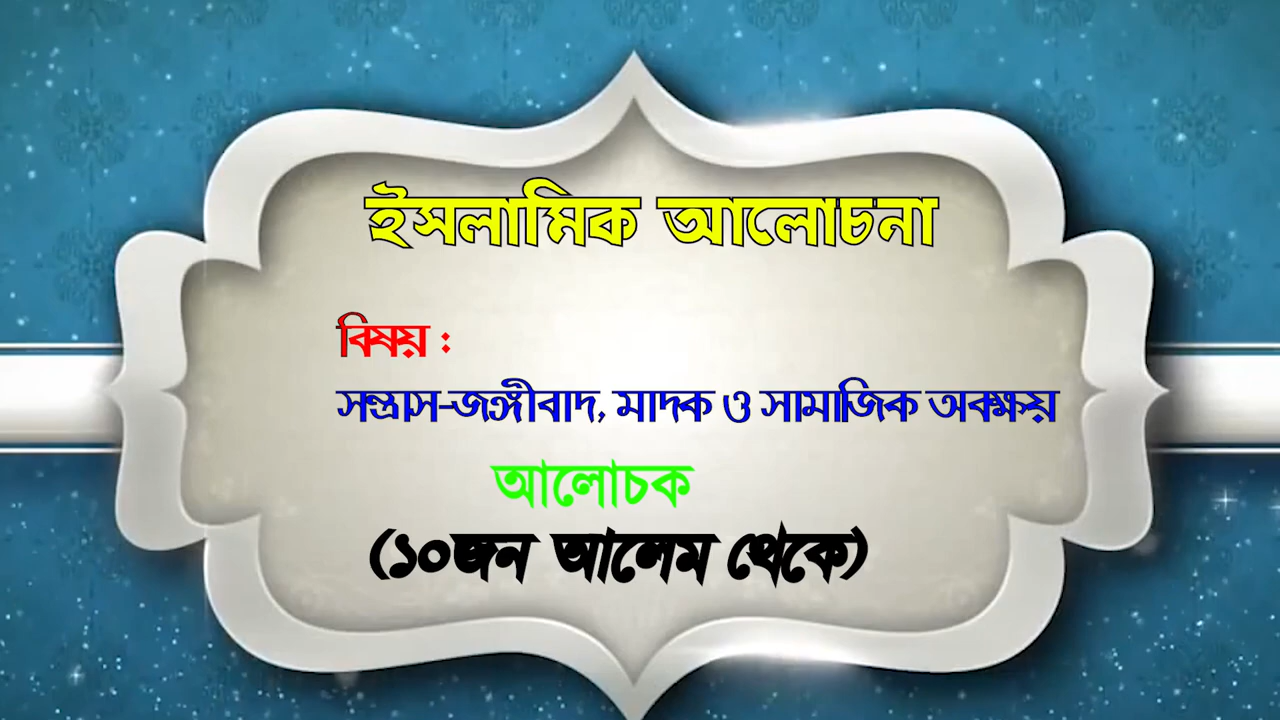 ইসলামিক আলোচনা
বিষয় :
সন্ত্রাস-জঙ্গীবাদ, মাদক ও সামাজিক অবক্ষয়
আলোচক
(১০জন আলেম থেকে)